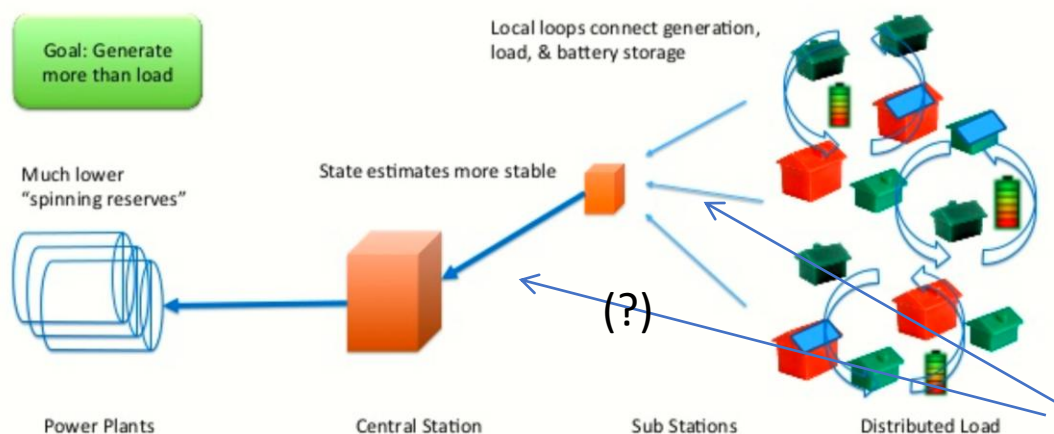 Goal: Generate
more than load
Local loops connect generation,
load, & battery storage
Much lower
“spinning reserves”
State estimates more stable
(?)
Power Plants
Central Station
Sub Stations
Distributed Load